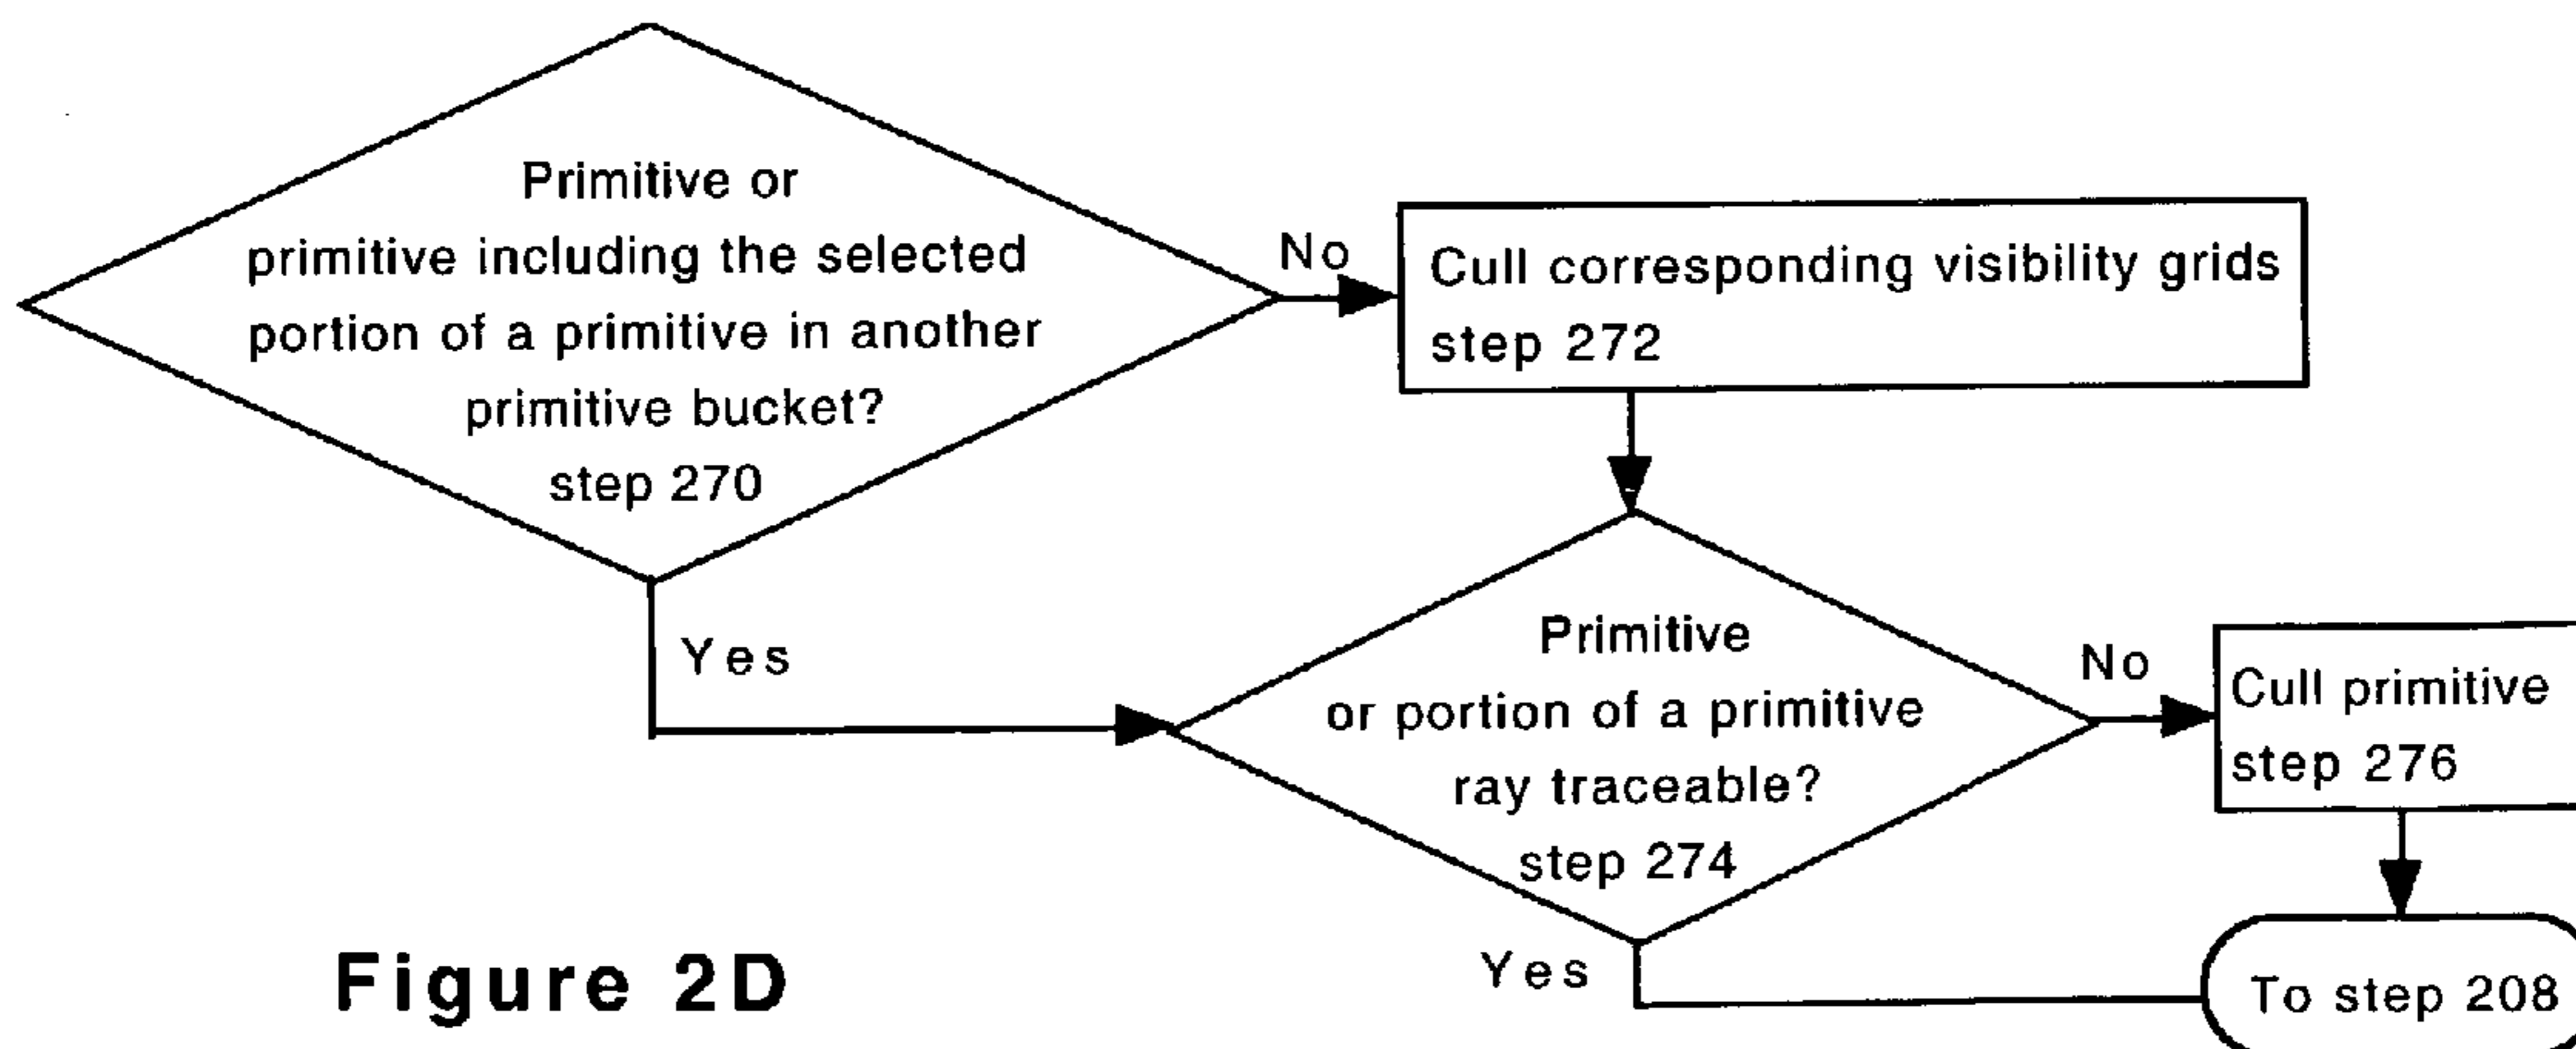 Primitive or
primitive including the selected
portion of a primitive in another
primitive bucket?
step 270
No
Cull corresponding visibility grids
step 272
Yes
Primitive
or portion of a primitive
ray traceable?
step 274
No
Cull primitive
step 276
Yes
To step 208
Figure 2D